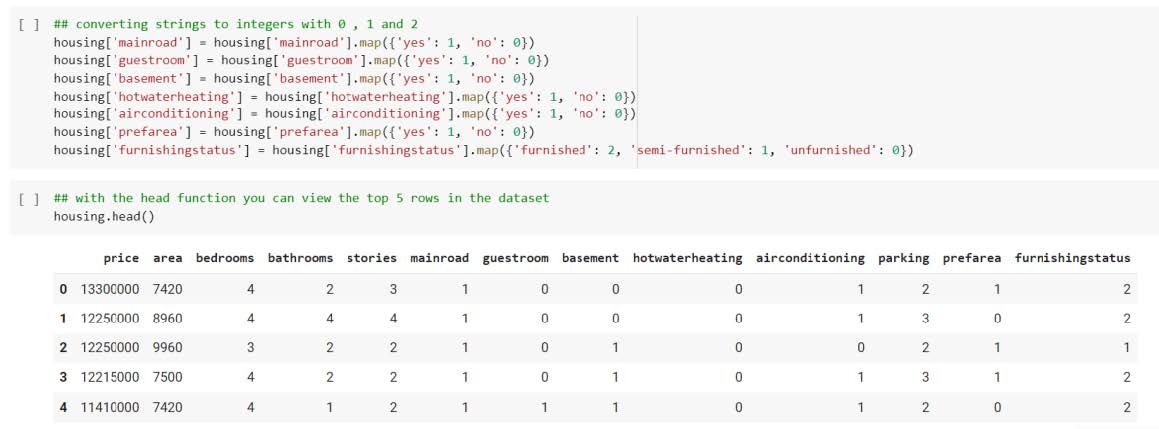 [ ] ## converting strings to integers with 0 , 1 and 2
housing['mainroad'] = housing['mainroad'].map({'yes': 1, 'no': 0})
housing['guestroom'] = housing['guestroom'].map({'yes': 1, 'no': 0})
housing['basement'] = housing['basement'].map({'yes': 1, 'no': 0})
housing['hotwaterheating'] = housing['hotwaterheating'].map({'yes': 1, 'no': 0})
housing['airconditioning'] = housing['airconditioning'].map({'yes': 1, 'no': 0})
housing['prefarea'] = housing['prefarea'].map({'yes': 1, 'no': 0})
housing['furnishingstatus'] = housing['furnishingstatus'].map({'furnished': 2, 'semi-furnished': 1, 'unfurnished': 0})
[ ] ## with the head function you can view the top 5 rows in the dataset
housing.head()
price area bedrooms bathrooms stories mainroad guestroom basement hotwaterheating airconditioning parking prefarea furnishingstatus
0 13300000 7420 4 2 3 1 0 0 0 1 2 1 2
1 12250000 8960 4 4 4 1 0 0 0 1 3 0 2
2 12250000 9960 3 2 2 1 0 1 0 0 2 1 1
3 12215000 7500 4 2 2 1 0 1 0 1 3 1 2
4 11410000 7420 4 1 2 1 1 1 0 1 2 0 2